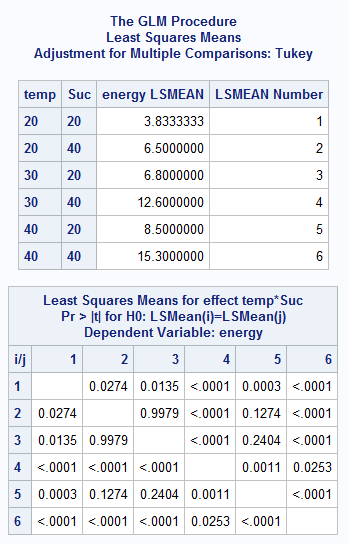 The GLM Procedure
Least Squares Means
Adjustment for Multiple Comparisons: Tukey
temp Suc energy LSMEAN LSMEAN Number
20 20 3.8333333 1
20 40 6.5000000 2
30 20 6.8000000 3
30 40 12.6000000 4
40 20 8.5000000 5
40 40 15.3000000 6
Least Squares Means for effect temp*Suc
Pr > |t| for H0: LSMean(i)=LSMean(j)
Dependent Variable: energy
i/j 1 2 3 4 5 6
1 0.0274 0.0135 <.0001 0.0003 <.0001
2 0.0274 0.9979 <.0001 0.1274 <.0001
3 0.0135 0.9979 <.0001 0.2404 <.0001
4 <.0001 <.0001 <.0001 0.0011 0.0253
5 0.0003 0.1274 0.2404 0.0011 <.0001
6 <.0001 <.0001 <.0001 0.0253 <.0001